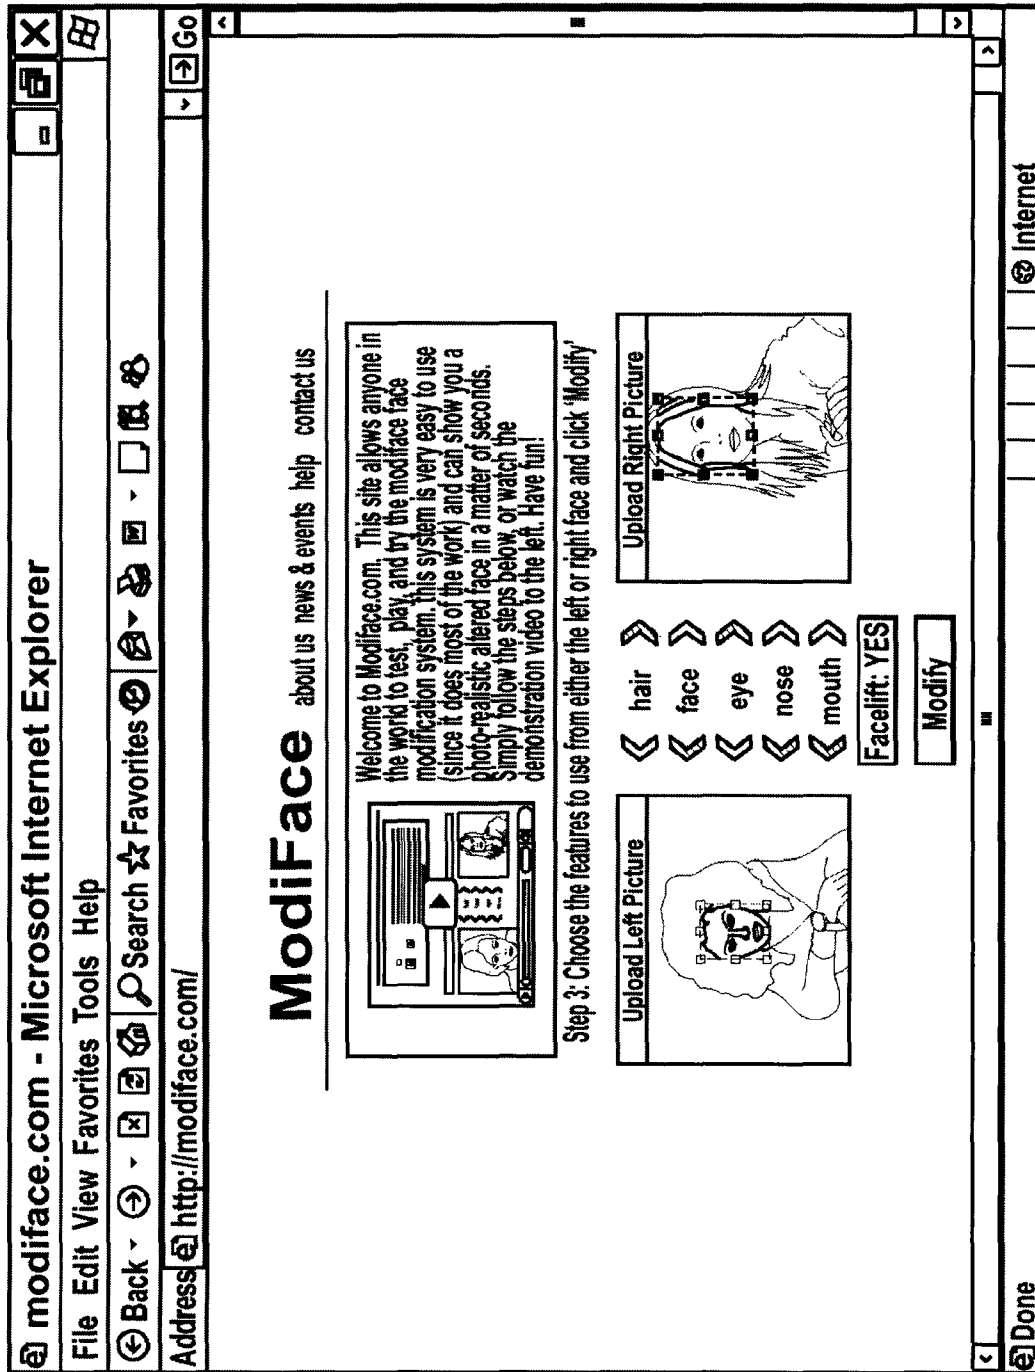 modiface.com - Microsoft Internet Explorer
File Edit View Favorites Tools Help
Back Search Favorites
Address http://modiface.com/ Go
ModiFace about us news & events help contact us
Welcome to Modiface.com. This site allows anyone in
the world to test, play, and try the modiface face
modification system. this system is very easy to use
(since it does most of the work) and can show you a
photo-realistic altered face in a matter of seconds.
Simply follow the steps below, or watch the
demonstration video to the left. Have fun!
Step 3: Choose the features to use from either the left or right face and click 'Modify'
Upload Left Picture
Upload Right Picture
hair
face
eye
nose
mouth
Facelift: YES
Modify
Done Internet